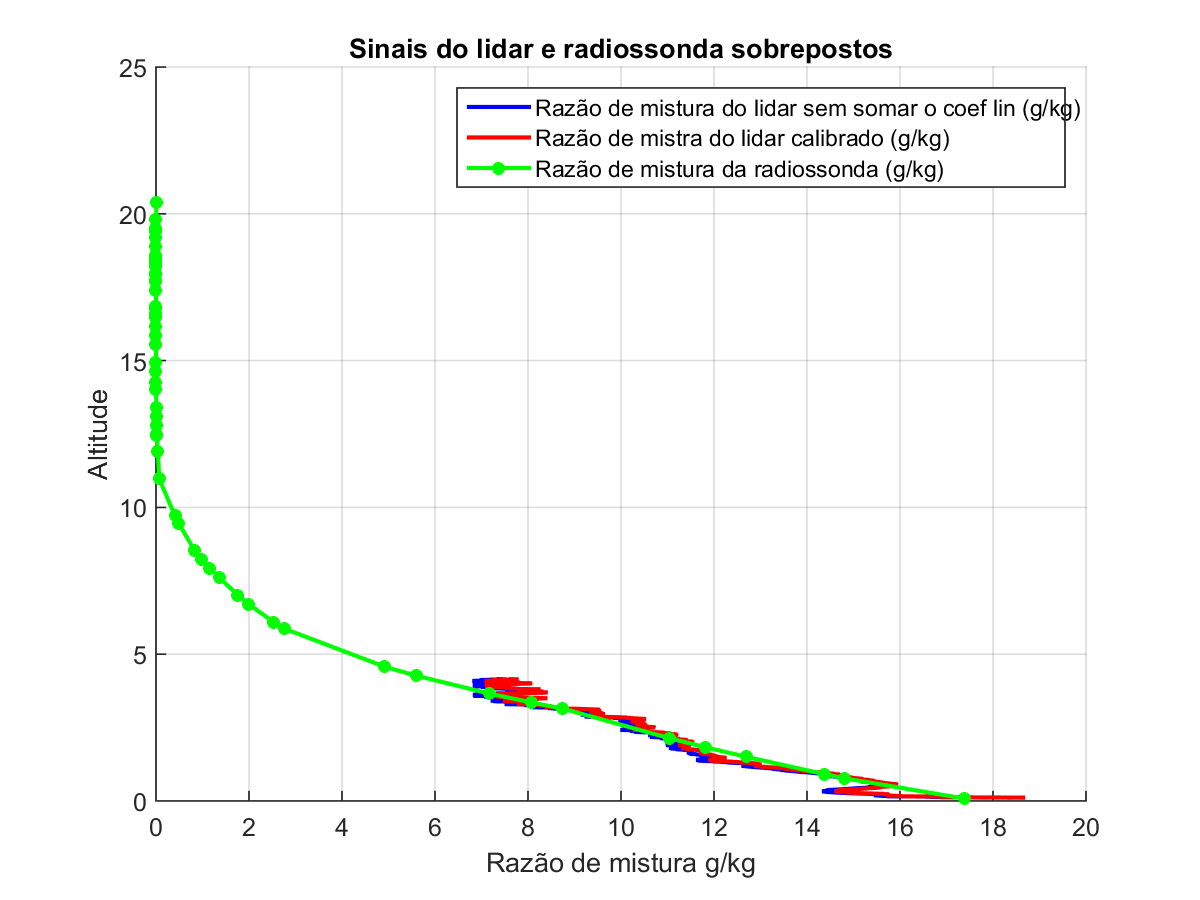 Sinais do lidar e radiossonda sobrepostos
25
Razão de mistura do lidar sem somar o coef lin (g/kg)
Razão de mistra do lidar calibrado (g/kg)
Razão de mistura da radiossonda (g/kg)
20
15
Altitude
10
5
0
0 2 4 6 8 10 12 14 16 18 20
Razão de mistura g/kg